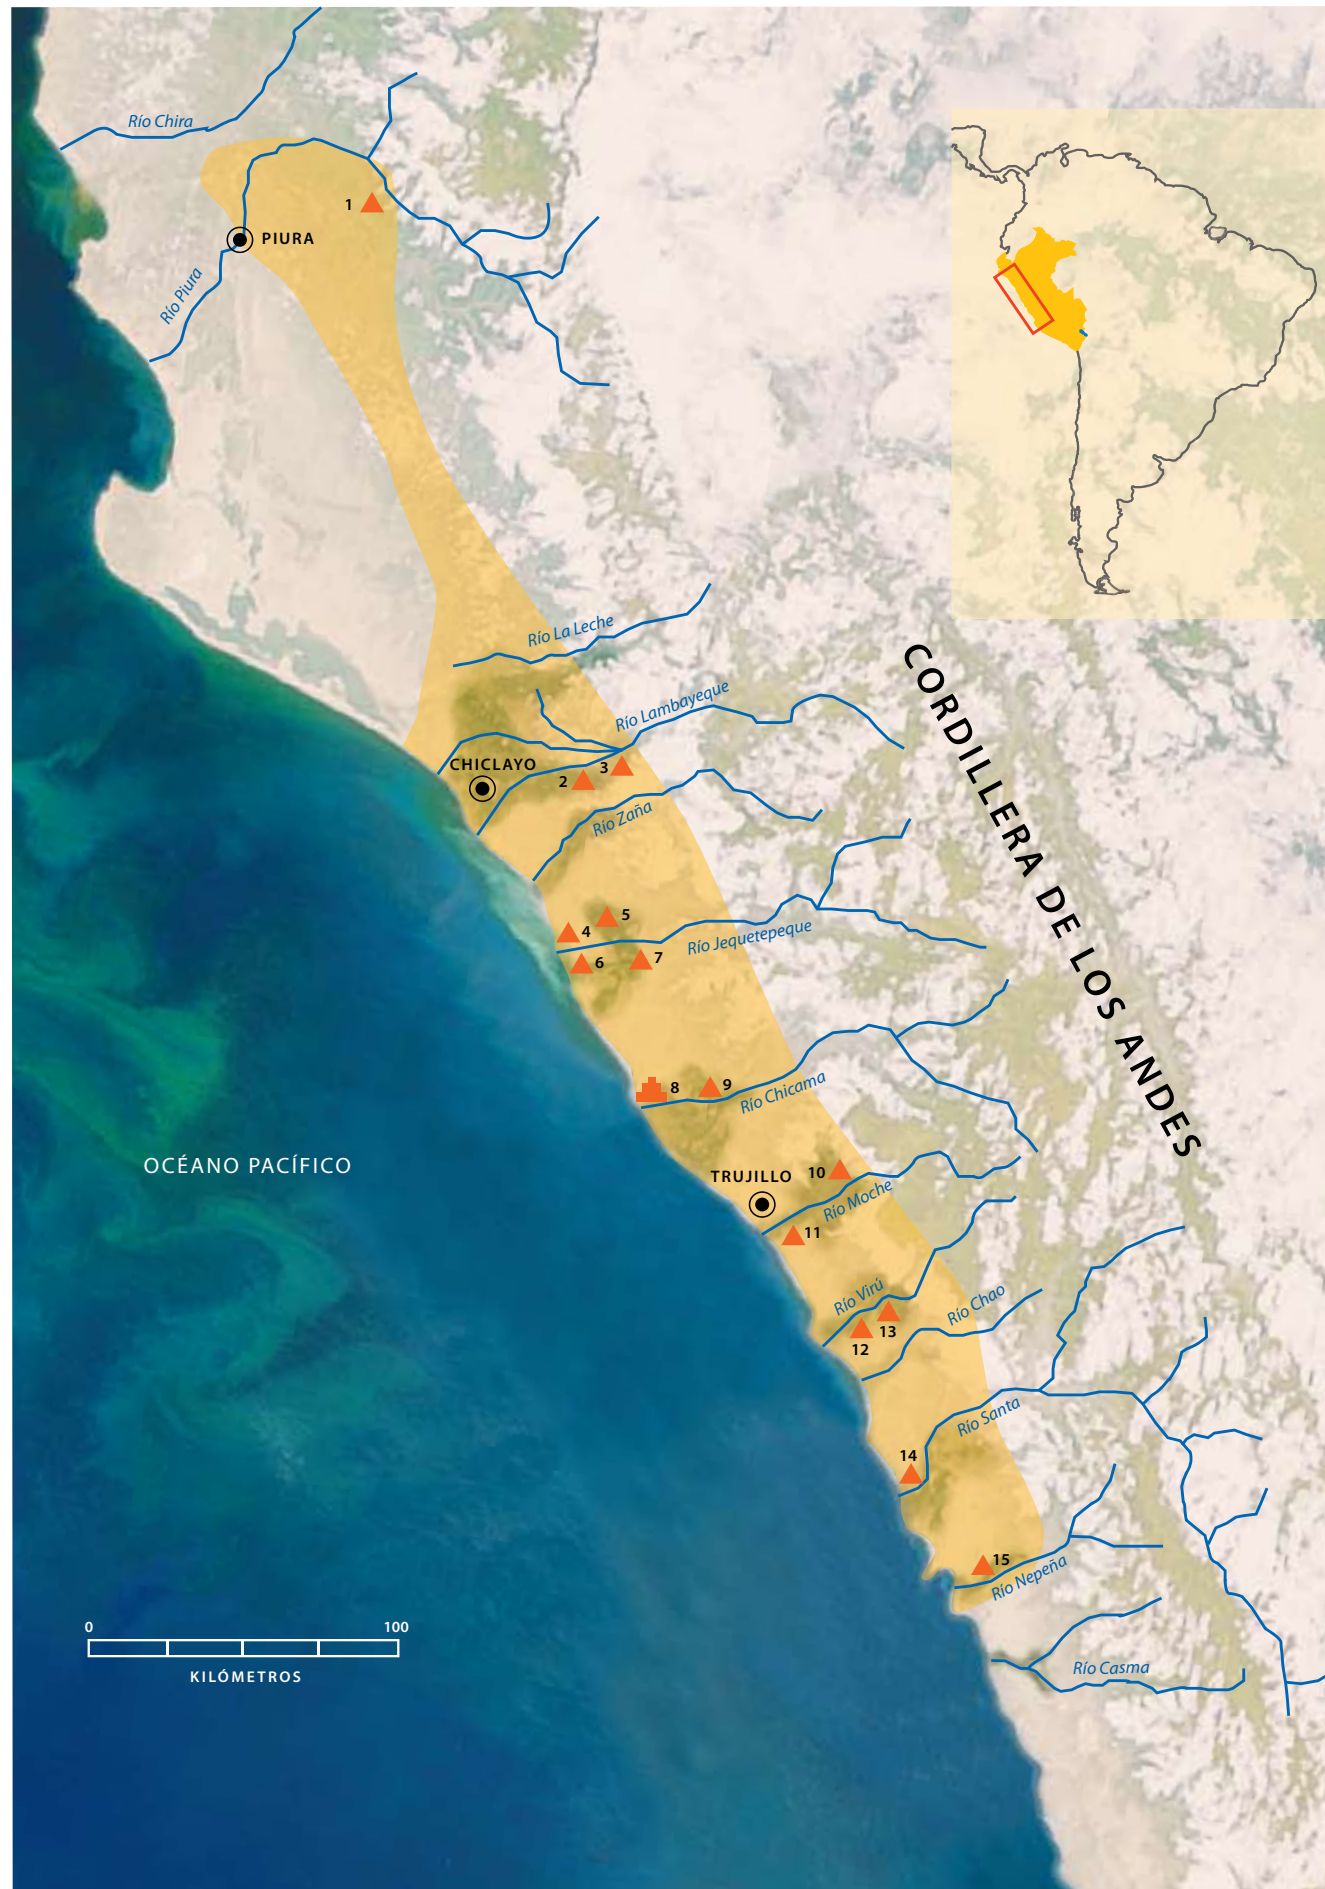 Río Chira
1
PIURA
Río Piura
Río La Leche
Río Lambayeque
CHICLAYO
2
3
Río Zaña
CORDILLERA DE LOS ANDES
4
5
6
7
Río Jequetepeque
8
9
Río Chicama
OCÉANO PACÍFICO
TRUJILLO
10
Río Moche
11
Río Virú
12
13
Río Chao
Río Santa
14
15
Río Nepeña
0
100
KILÓMETROS
Río Casma